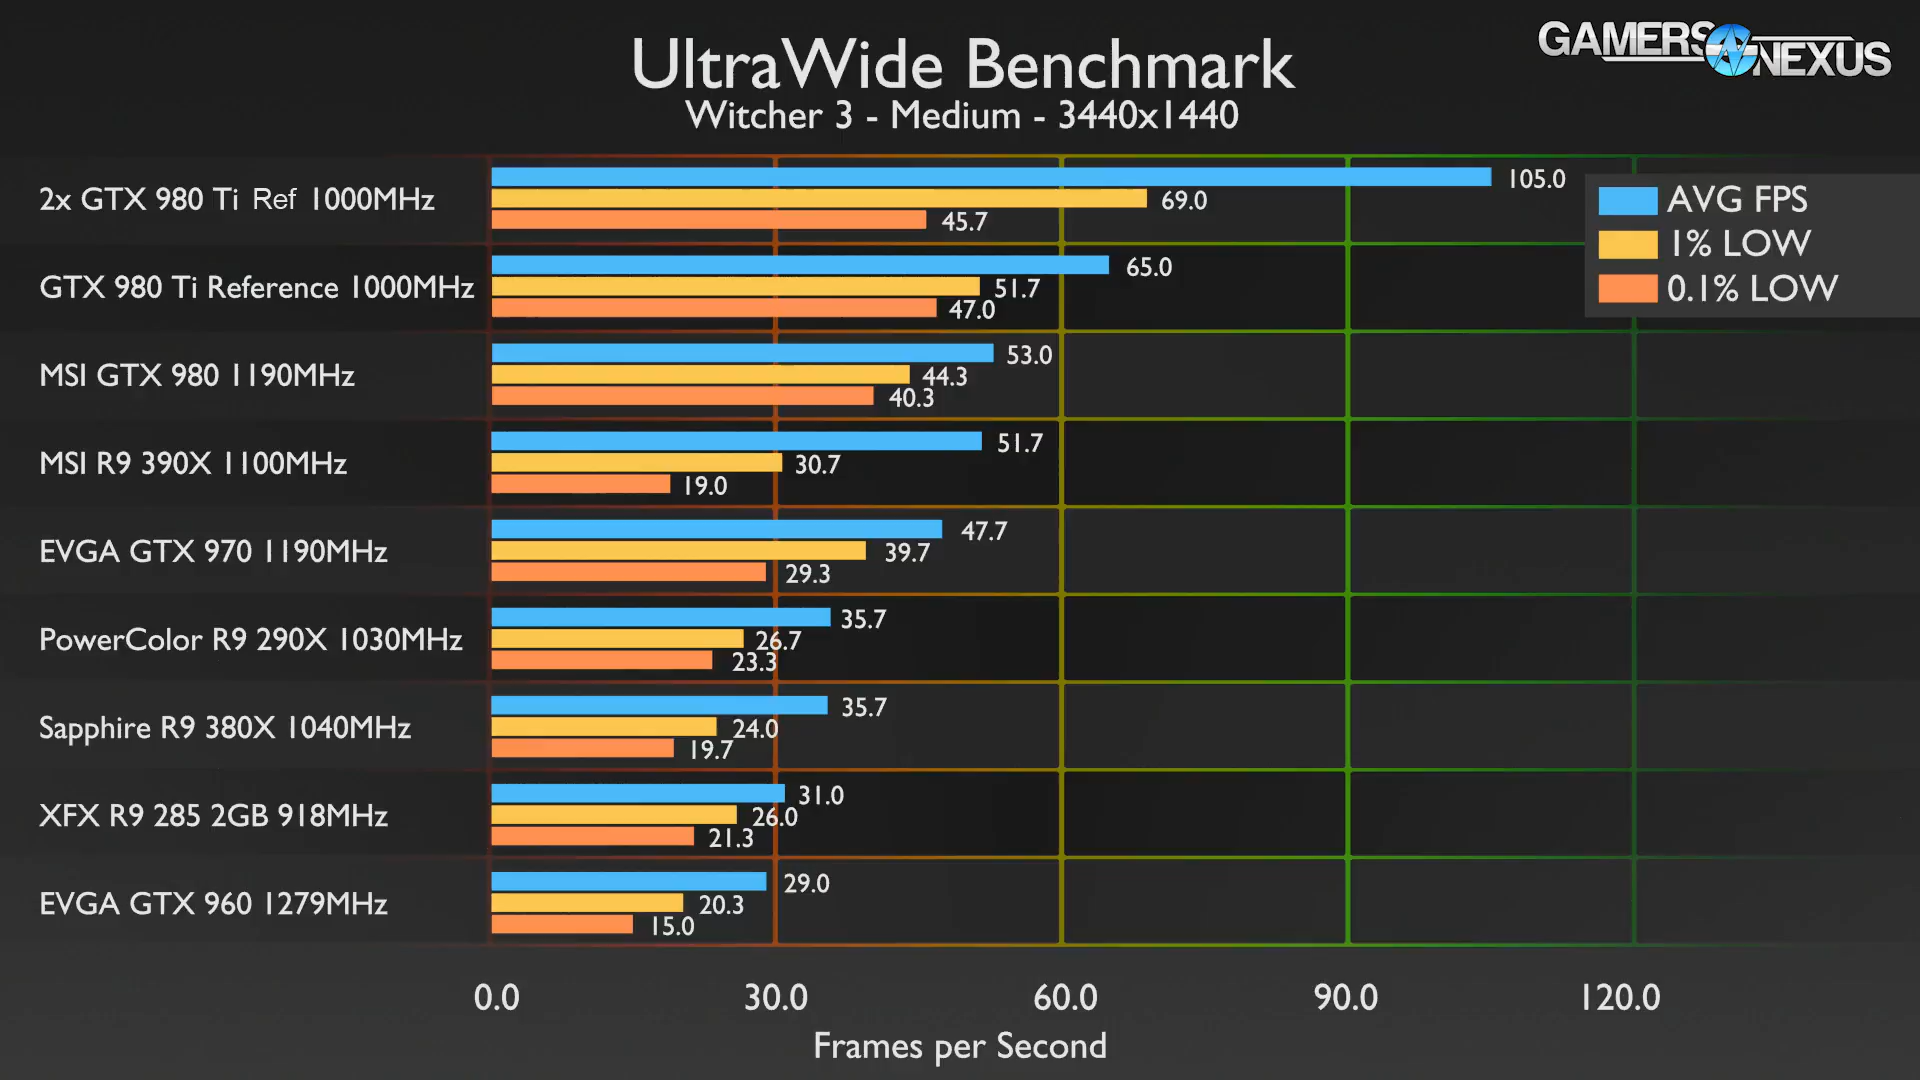 GAMERS NEXUS
UltraWide Benchmark
Witcher 3 - Medium - 3440x1440
AVG FPS
1% LOW
0.1% LOW
2x GTX 980 Ti Ref 1000MHz
105.0
69.0
45.7
GTX 980 Ti Reference 1000MHz
65.0
51.7
47.0
MSI GTX 980 1190MHz
53.0
44.3
40.3
MSI R9 390X 1100MHz
51.7
30.7
19.0
EVGA GTX 970 1190MHz
47.7
39.7
29.3
PowerColor R9 290X 1030MHz
35.7
26.7
23.3
Sapphire R9 380X 1040MHz
35.7
24.0
19.7
XFX R9 285 2GB 918MHz
31.0
26.0
21.3
EVGA GTX 960 1279MHz
29.0
20.3
15.0
0.0 30.0 60.0 90.0 120.0
Frames per Second